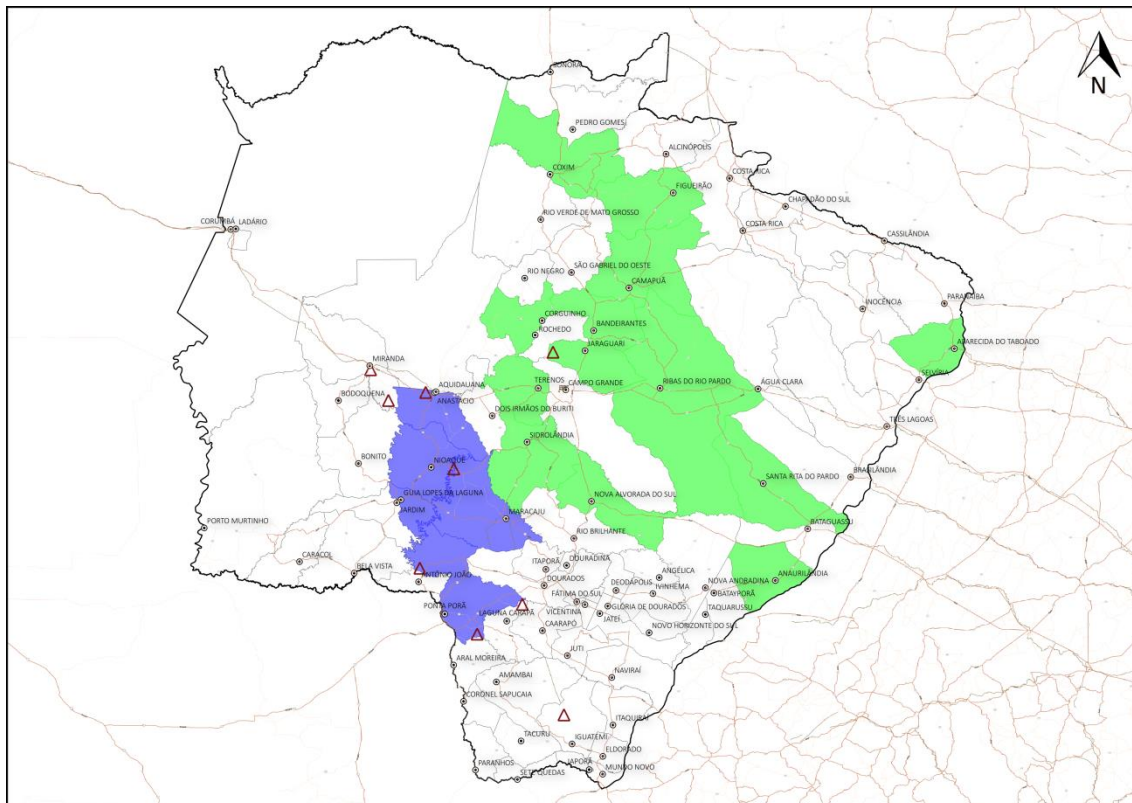 SONORA
PEDRO GOMES
ALCINÓPOLIS
COXIM
COSTA RICA
FIGUEIRÃO
CHAPADÃO DO SUL
RIO VERDE DE MATO GROSSO
CORUMBÁ
LADÁRIO
COSTA RICA
CASSILÂNDIA
SÃO GABRIEL DO OESTE
RIO NEGRO
CAMAPUÃ
INOCÊNCIA
PARANAÍBA
CORGUINHO
BANDEIRANTES
ROCHEDO
JARAGUARI
APARECIDA DO TABOADO
MIRANDA
SELVÍRIA
AQUIDAUANA
TERENOS
CAMPO GRANDE
RIBAS DO RIO PARDO
ÁGUA CLARA
BODOQUENA
ANASTÁCIO
DOIS IRMÃOS DO BURITI
TRÊS LAGOAS
SIDROLÂNDIA
BONITO
NIOAQUE
BRASILÂNDIA
SANTA RITA DO PARDO
GUIA LOPES DA LAGUNA
NOVA ALVORADA DO SUL
JARDIM
MARACAJU
PORTO MURTINHO
BATAGUASSU
RIO BRILHANTE
CARACOL
ITAPORÃ
DOURADINA
BELA VISTA
ANTÔNIO JOÃO
ANGÉLICA
ANAURILÂNDIA
DOURADOS
DEODÁPOLIS
IVINHEMA
NOVA ANDRADINA
BATAYPORÃ
FÁTIMA DO SUL
VICENTINA
GLÓRIA DE DOURADOS
PONTA PORÃ
LAGUNA CARAPÃ
JATEÍ
TAQUARUSSU
CAARAPÓ
NOVO HORIZONTE DO SUL
JUTI
ARAL MOREIRA
NAVIRAÍ
AMAMBAI
CORONEL SAPUCAIA
ITAQUIRAÍ
TACURU
IGUATEMI
ELDORADO
PARANHOS
JAPORÃ
MUNDO NOVO
SETE QUEDAS
N